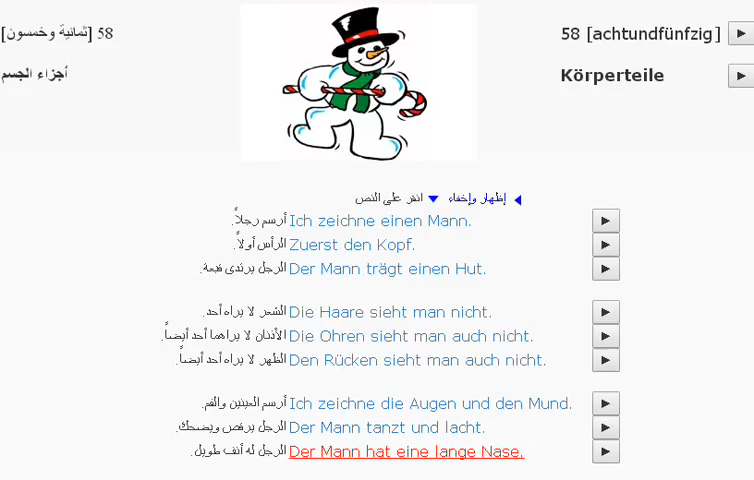 58 [ثمانية وخمسون]
58 [achtundfünfzig]
أجزاء الجسم
Körperteile
إظهار وإخفاء انقر على النص
أرسم رجلاً. Ich zeichne einen Mann.
الرأس أولاً. Zuerst den Kopf.
الرجل يرتدي قبعة. Der Mann trägt einen Hut.
الشعر لا يراه أحد. Die Haare sieht man nicht.
الأذنان لا يراهما أحد أيضاً. Die Ohren sieht man auch nicht.
الظهر لا يراه أحد أيضاً. Den Rücken sieht man auch nicht.
أرسم العينين والفم. Ich zeichne die Augen und den Mund.
الرجل يرقص ويضحك. Der Mann tanzt und lacht.
الرجل له أنف طويل. Der Mann hat eine lange Nase.